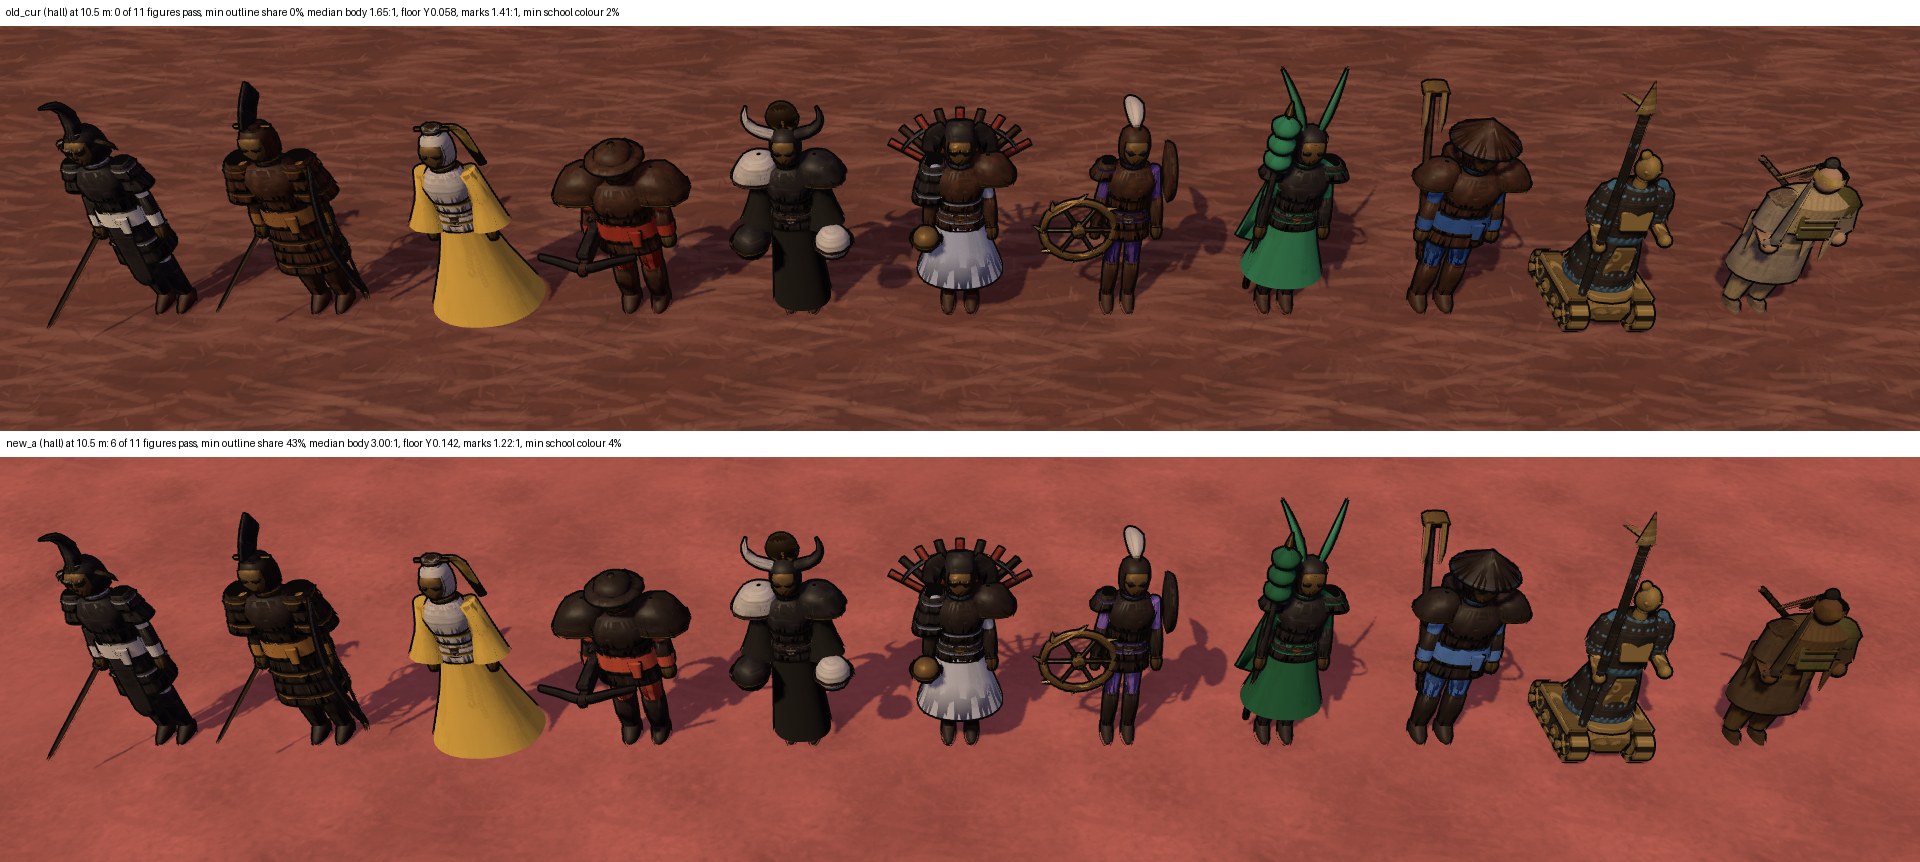 old_cur (hall) at 10.5 m: 0 of 11 figures pass, min outline share 0%, median body 1.65:1, floor Y 0.058, marks 1.41:1, min school colour 2%
new_a (hall) at 10.5 m: 6 of 11 figures pass, min outline share 43%, median body 3.00:1, floor Y 0.142, marks 1.22:1, min school colour 4%